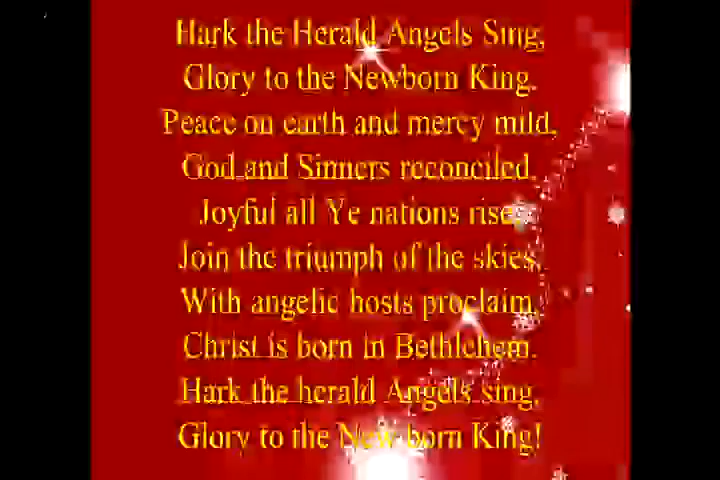 Hark the Herald Angels Sing,
Glory to the Newborn King.
Peace on earth and mercy mild,
God and Sinners reconciled.
Joyful all Ye nations rise,
Join the triumph of the skies,
With angelic hosts proclaim,
Christ is born in Bethlehem.
Hark the herald Angels sing,
Glory to the New born King!